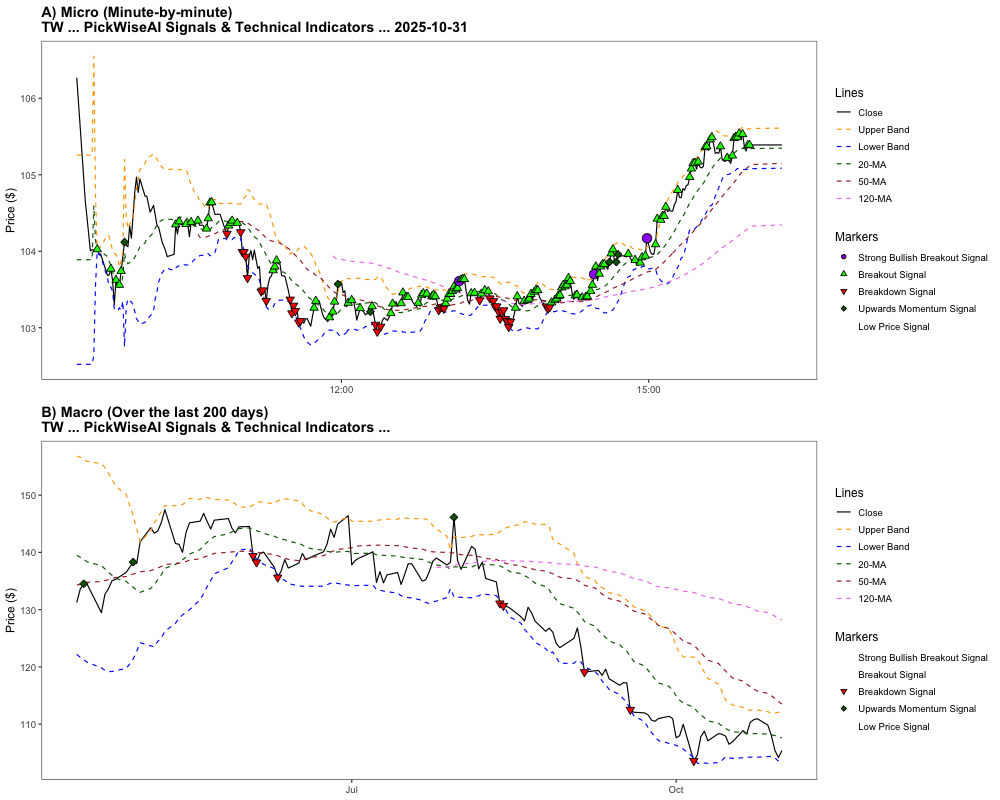 A) Micro (Minute-by-minute)
TW ... PickWiseAI Signals & Technical Indicators ... 2025-10-31
Price ($)
106
105
104
103
12:00
15:00
Lines
Close
Upper Band
Lower Band
20-MA
50-MA
120-MA
Markers
Strong Bullish Breakout Signal
Breakout Signal
Breakdown Signal
Upwards Momentum Signal
Low Price Signal
B) Macro (Over the last 200 days)
TW ... PickWiseAI Signals & Technical Indicators ...
Price ($)
150
140
130
120
110
Jul
Oct
Lines
Close
Upper Band
Lower Band
20-MA
50-MA
120-MA
Markers
Strong Bullish Breakout Signal
Breakout Signal
Breakdown Signal
Upwards Momentum Signal
Low Price Signal